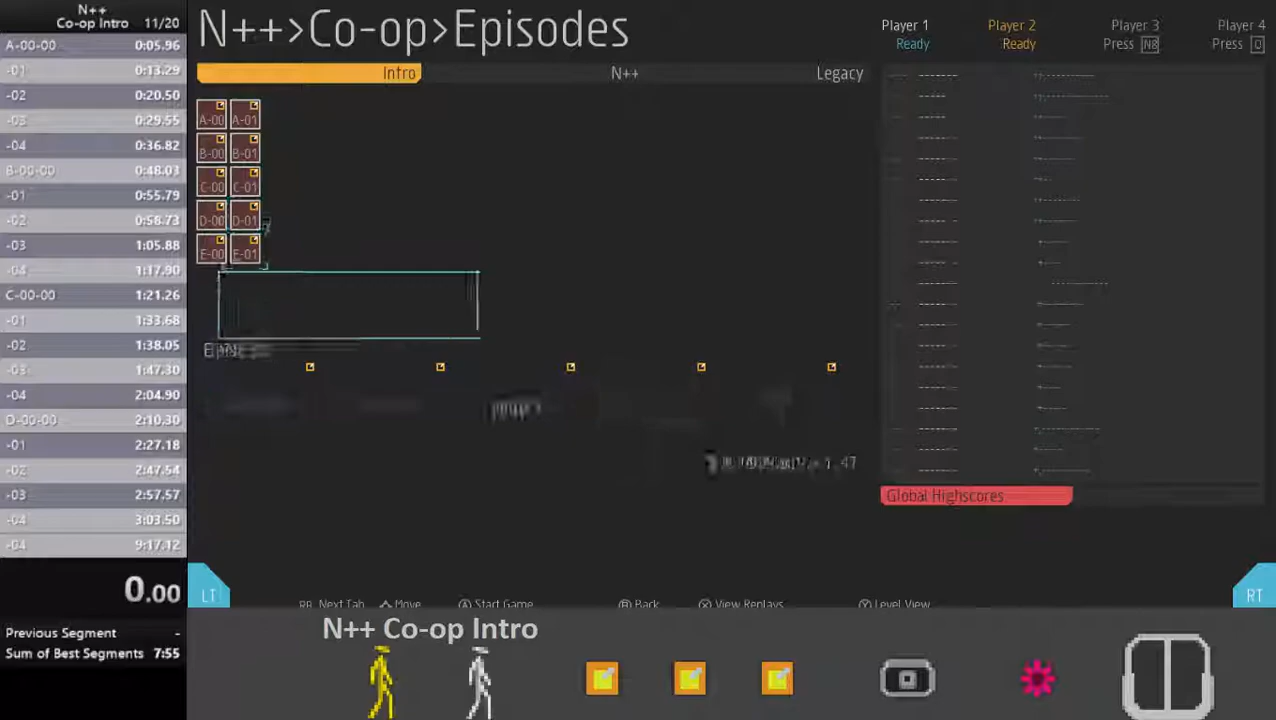 N++
Co-op Intro 11/20
A-00-00 0:05.96
-01 0:13.29
-02 0:20.50
-03 0:29.55
-04 0:36.82
B-00-00 0:48.03
-01 0:55.79
-02 0:58.73
-03 1:05.88
-04 1:17.90
C-00-00 1:21.26
-01 1:33.68
-02 1:38.05
-03 1:47.30
-04 2:04.90
D-00-00 2:10.30
-01 2:27.18
-02 2:47.54
-03 2:57.57
-04 3:03.50
-04 9:17.12
0.00
Previous Segment -
Sum of Best Segments 7:55
N++>Co-op>Episodes
Intro N++ Legacy
A-00 A-01
B-00 B-01
C-00 C-01
D-00 D-01
E-00 E-01
Player 1 Player 2 Player 3 Player 4
Ready Ready Press N8 Press O
Global Highscores
LT RT
RB Next Tab Move A Start Game B Back X View Replays Y Level View
N++ Co-op Intro